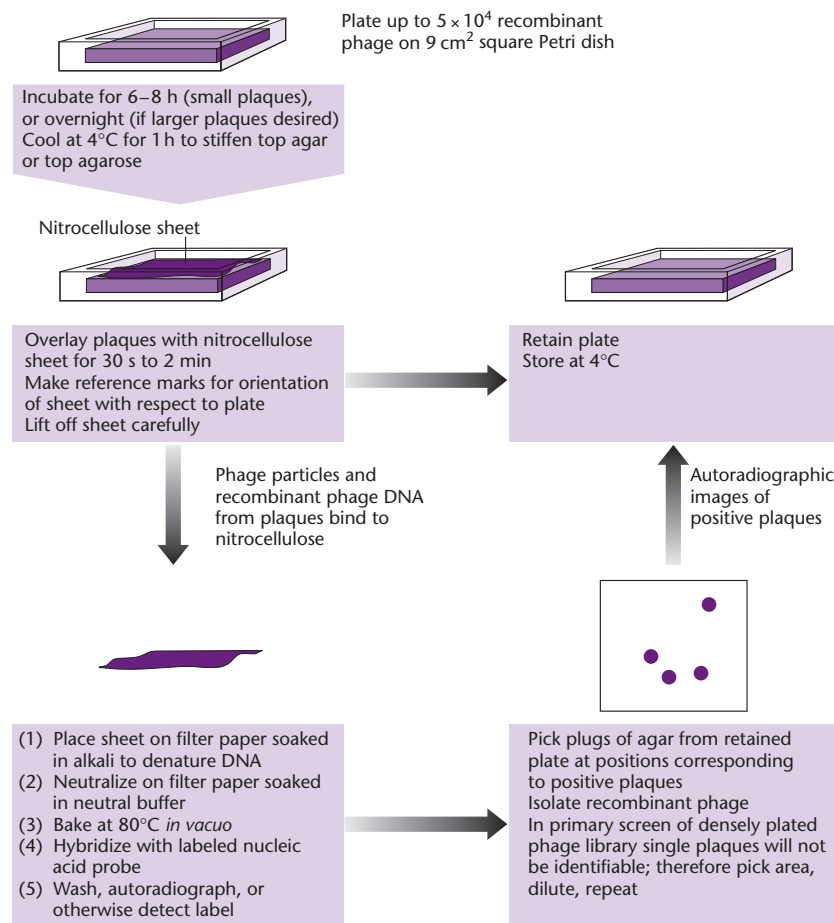 Plate up to 5 × 10⁴ recombinant
phage on 9 cm² square Petri dish
Incubate for 6–8 h (small plaques),
or overnight (if larger plaques desired)
Cool at 4°C for 1 h to stiffen top agar
or top agarose
Nitrocellulose sheet
Overlay plaques with nitrocellulose
sheet for 30 s to 2 min
Make reference marks for orientation
of sheet with respect to plate
Lift off sheet carefully
Retain plate
Store at 4°C
Phage particles and
recombinant phage DNA
from plaques bind to
nitrocellulose
Autoradiographic
images of
positive plaques
(1) Place sheet on filter paper soaked
in alkali to denature DNA
(2) Neutralize on filter paper soaked
in neutral buffer
(3) Bake at 80°C in vacuo
(4) Hybridize with labeled nucleic
acid probe
(5) Wash, autoradiograph, or
otherwise detect label
Pick plugs of agar from retained
plate at positions corresponding
to positive plaques
Isolate recombinant phage
In primary screen of densely plated
phage library single plaques will not
be identifiable; therefore pick area,
dilute, repeat